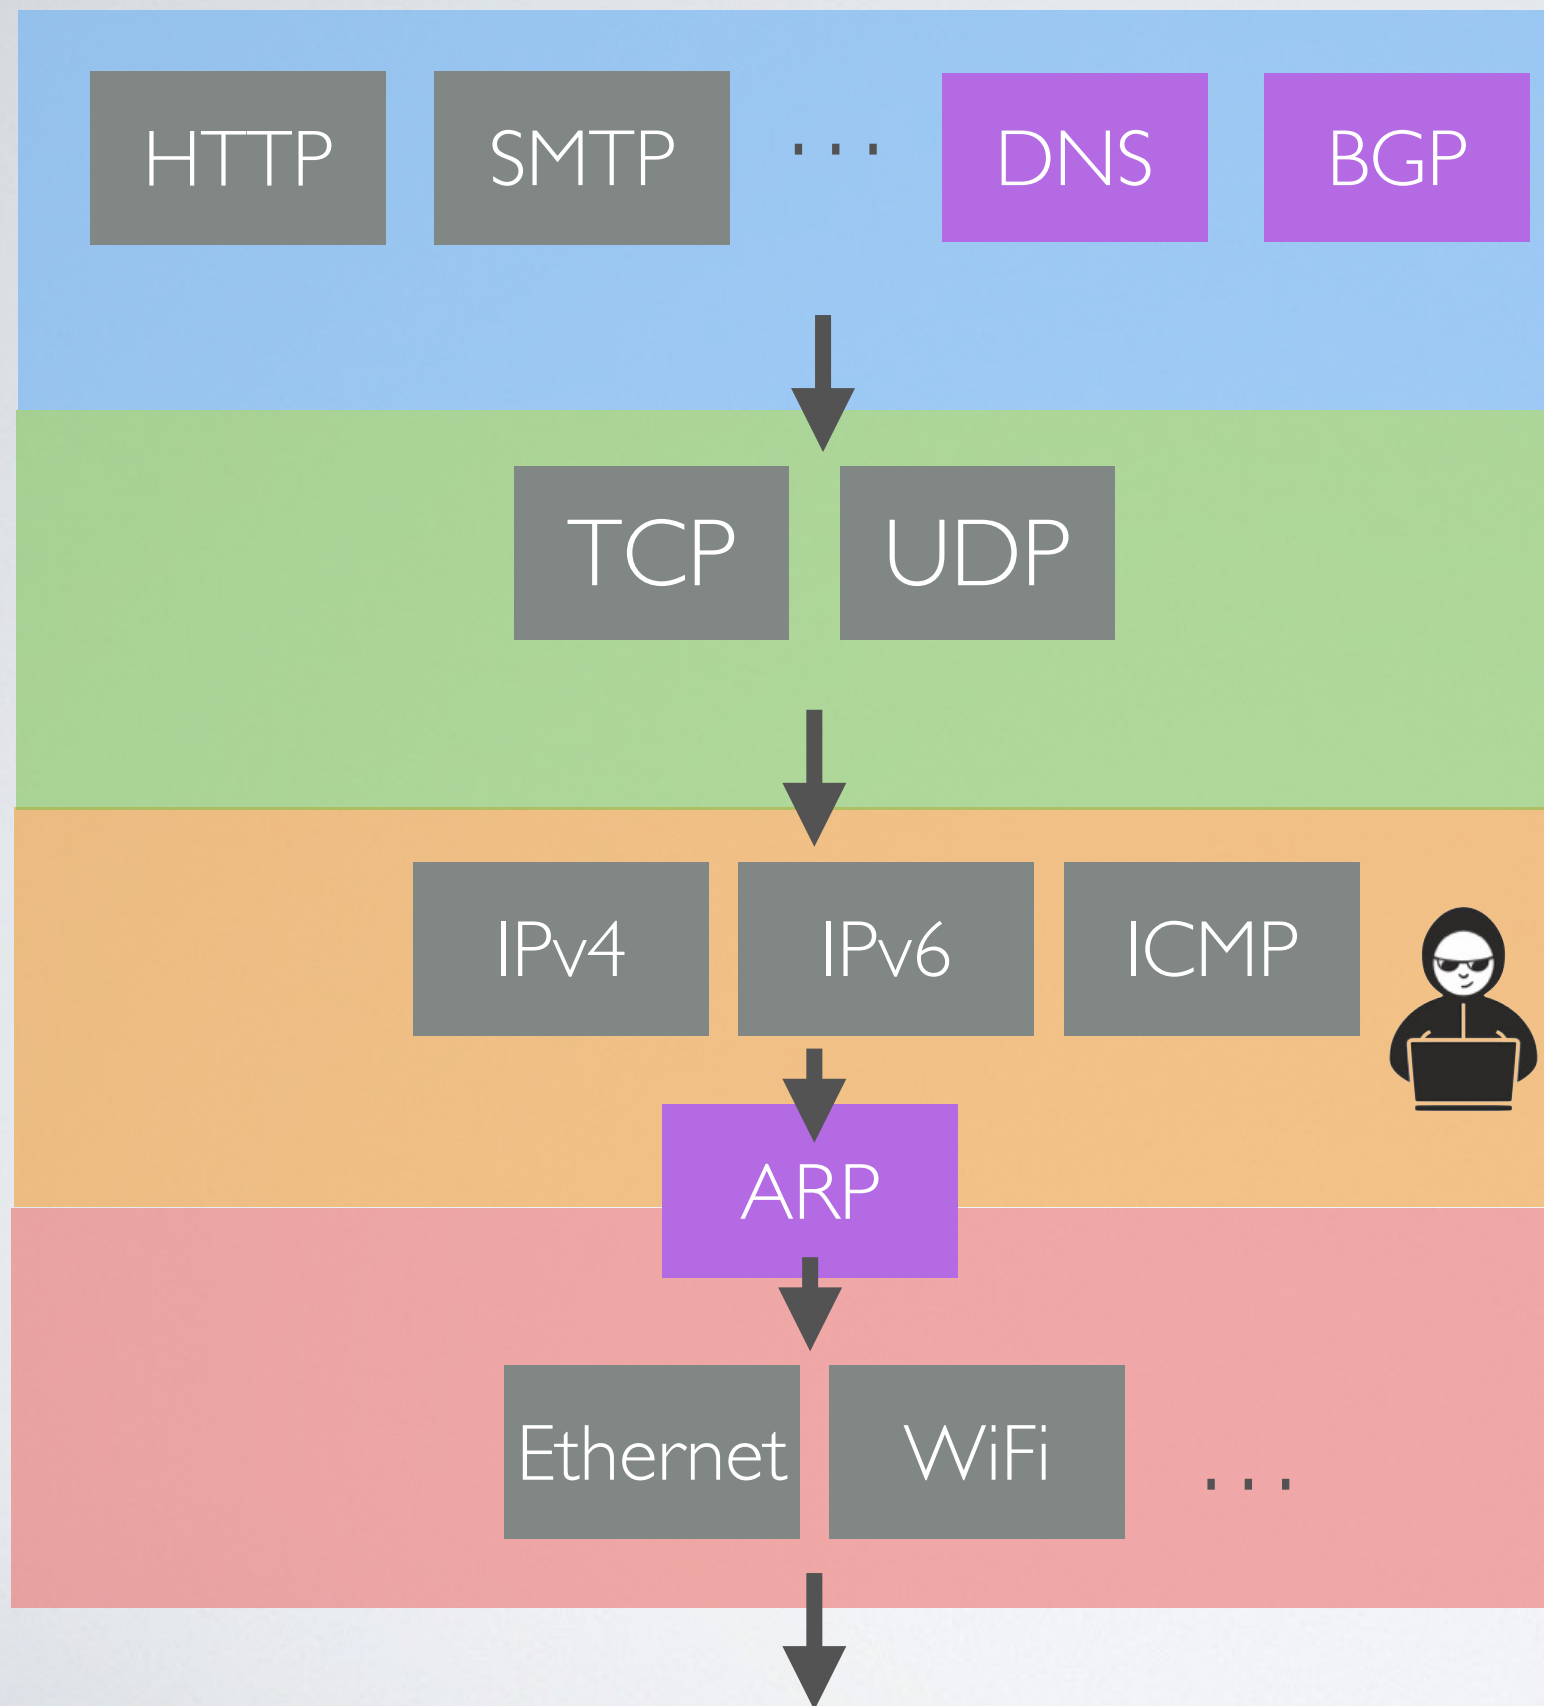 HTTP SMTP ... DNS BGP
TCP UDP
IPv4 IPv6 ICMP
ARP
Ethernet WiFi ...